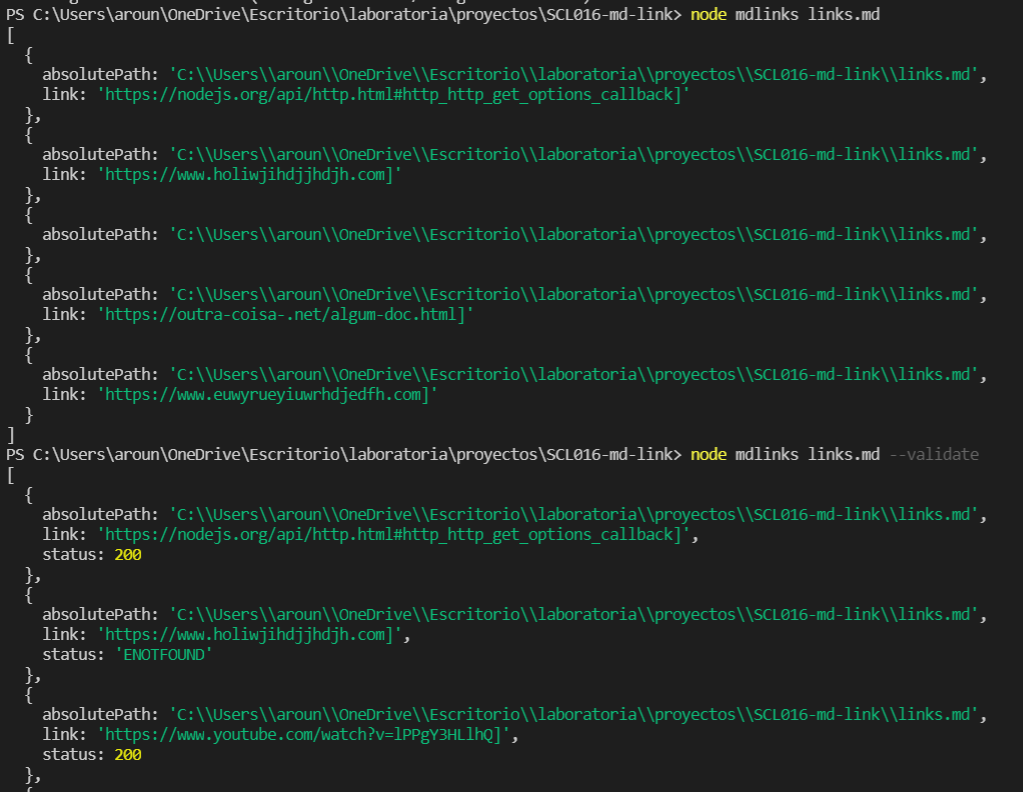 PS C:\Users\aroun\OneDrive\Escritorio\laboratoria\proyectos\SCL016-md-link> node mdlinks links.md
[
  {
    absolutePath: 'C:\\Users\\aroun\\OneDrive\\Escritorio\\laboratoria\\proyectos\\SCL016-md-link\\links.md',
    link: 'https://nodejs.org/api/http.html#http_http_get_options_callback]'
  },
  {
    absolutePath: 'C:\\Users\\aroun\\OneDrive\\Escritorio\\laboratoria\\proyectos\\SCL016-md-link\\links.md',
    link: 'https://www.holiwjihdjjhdjh.com]'
  },
  {
    absolutePath: 'C:\\Users\\aroun\\OneDrive\\Escritorio\\laboratoria\\proyectos\\SCL016-md-link\\links.md',
  },
  {
    absolutePath: 'C:\\Users\\aroun\\OneDrive\\Escritorio\\laboratoria\\proyectos\\SCL016-md-link\\links.md',
    link: 'https://outra-coisa-.net/algum-doc.html]'
  },
  {
    absolutePath: 'C:\\Users\\aroun\\OneDrive\\Escritorio\\laboratoria\\proyectos\\SCL016-md-link\\links.md',
    link: 'https://www.euwyrueyiuwrhdjedfh.com]'
  }
]
PS C:\Users\aroun\OneDrive\Escritorio\laboratoria\proyectos\SCL016-md-link> node mdlinks links.md --validate
[
  {
    absolutePath: 'C:\\Users\\aroun\\OneDrive\\Escritorio\\laboratoria\\proyectos\\SCL016-md-link\\links.md',
    link: 'https://nodejs.org/api/http.html#http_http_get_options_callback]',
    status: 200
  },
  {
    absolutePath: 'C:\\Users\\aroun\\OneDrive\\Escritorio\\laboratoria\\proyectos\\SCL016-md-link\\links.md',
    link: 'https://www.holiwjihdjjhdjh.com]',
    status: 'ENOTFOUND'
  },
  {
    absolutePath: 'C:\\Users\\aroun\\OneDrive\\Escritorio\\laboratoria\\proyectos\\SCL016-md-link\\links.md',
    link: 'https://www.youtube.com/watch?v=lPPgY3HLlhQ]',
    status: 200
  },